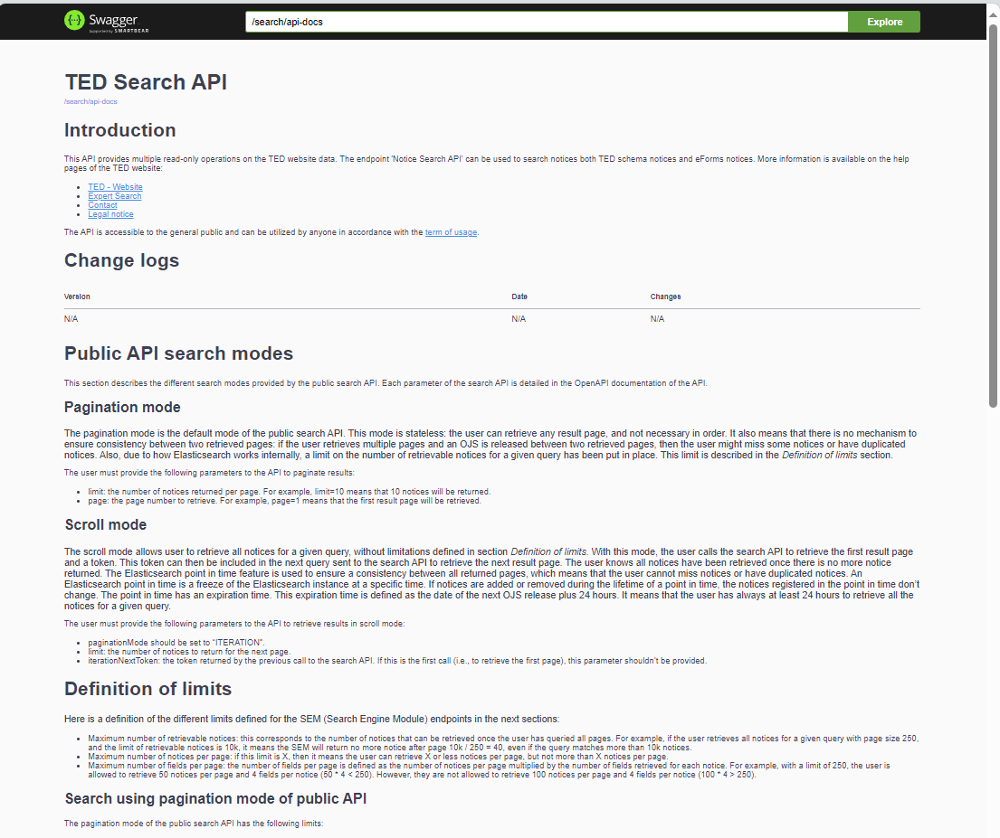 Swagger
Supported by SMARTBEAR
/search/api-docs
Explore
TED Search API
/search/api-docs
Introduction
This API provides multiple read-only operations on the TED website data. The endpoint 'Notice Search API' can be used to search notices both TED schema notices and eForms notices. More information is available on the help
pages of the TED website:
TED - Website
Expert Search
Contact
Legal notice
The API is accessible to the general public and can be utilized by anyone in accordance with the term of usage.
Change logs
Version Date Changes
N/A N/A N/A
Public API search modes
This section describes the different search modes provided by the public search API. Each parameter of the search API is detailed in the OpenAPI documentation of the API.
Pagination mode
The pagination mode is the default mode of the public search API. This mode is stateless: the user can retrieve any result page, and not necessary in order. It also means that there is no mechanism to
ensure consistency between two retrieved pages: if the user retrieves multiple pages and an OJS is released between two retrieved pages, then the user might miss some notices or have duplicated
notices. Also, due to how Elasticsearch works internally, a limit on the number of retrievable notices for a given query has been put in place. This limit is described in the Definition of limits section.
The user must provide the following parameters to the API to paginate results:
limit: the number of notices returned per page. For example, limit=10 means that 10 notices will be returned.
page: the page number to retrieve. For example, page=1 means that the first result page will be retrieved.
Scroll mode
The scroll mode allows user to retrieve all notices for a given query, without limitations defined in section Definition of limits. With this mode, the user calls the search API to retrieve the first result page
and a token. This token can then be included in the next query sent to the search API to retrieve the next result page. The user knows all notices have been retrieved once there is no more notice
returned. The Elasticsearch point in time feature is used to ensure a consistency between all returned pages, which means that the user cannot miss notices or have duplicated notices. An
Elasticsearch point in time is a freeze of the Elasticsearch instance at a specific time. If notices are added or removed during the lifetime of a point in time, the notices registered in the point in time don't
change. The point in time has an expiration time. This expiration time is defined as the date of the next OJS release plus 24 hours. It means that the user has always at least 24 hours to retrieve all the
notices for a given query.
The user must provide the following parameters to the API to retrieve results in scroll mode:
paginationMode should be set to "ITERATION".
limit: the number of notices to return for the next page.
iterationNextToken: the token returned by the previous call to the search API. If this is the first call (i.e., to retrieve the first page), this parameter shouldn't be provided.
Definition of limits
Here is a definition of the different limits defined for the SEM (Search Engine Module) endpoints in the next sections:
Maximum number of retrievable notices: this corresponds to the number of notices that can be retrieved once the user has queried all pages. For example, if the user retrieves all notices for a given query with page size 250,
and the limit of retrievable notices is 10k, it means the SEM will return no more notice after page 10k / 250 = 40, even if the query matches more than 10k notices.
Maximum number of notices per page: if this limit is X, then it means the user can retrieve X or less notices per page, but not more than X notices per page.
Maximum number of fields per page: the number of fields per page is defined as the number of notices per page multiplied by the number of fields retrieved for each notice. For example, with a limit of 250, the user is
allowed to retrieve 50 notices per page and 4 fields per notice (50 * 4 < 250). However, they are not allowed to retrieve 100 notices per page and 4 fields per notice (100 * 4 > 250).
Search using pagination mode of public API
The pagination mode of the public search API has the following limits: